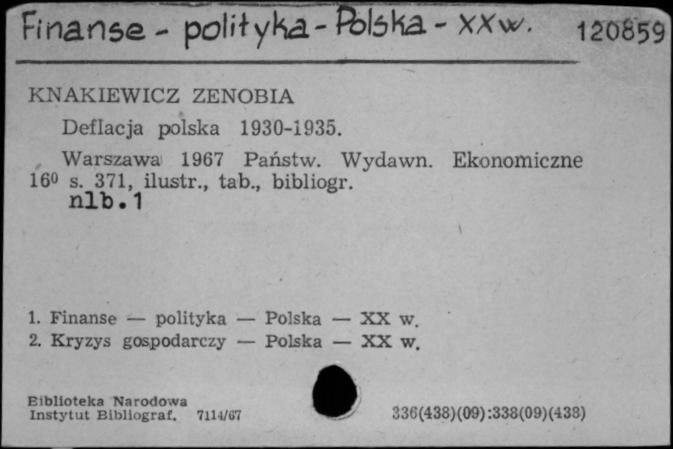 Finanse - polityka - Polska - XX w. 120859
KNAKIEWICZ ZENOBIA
Deflacja polska 1930-1935.
Warszawa 1967 Państw. Wydawn. Ekonomiczne
16⁰ s. 371, ilustr., tab., bibliogr.
nlb.1
1. Finanse — polityka — Polska — XX w.
2. Kryzys gospodarczy — Polska — XX w.
Biblioteka Narodowa
Instytut Bibliograf. 7114/67 336(438)(09):338(09)(438)